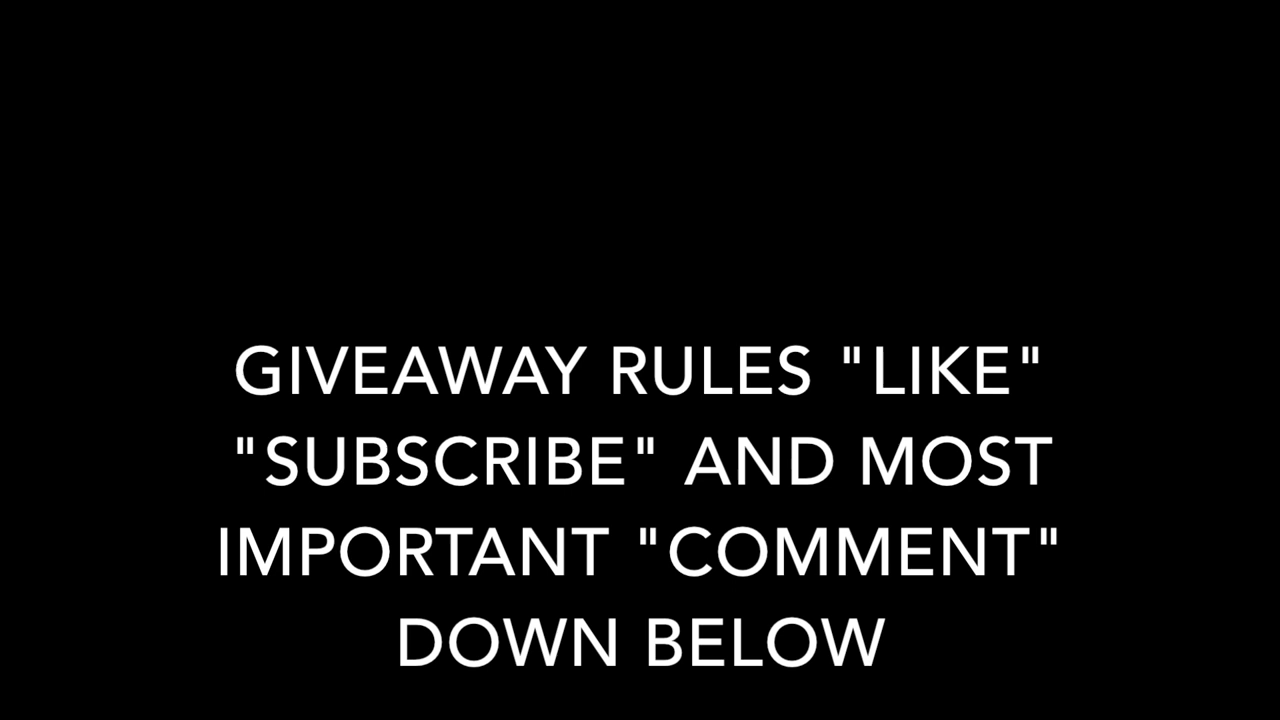 GIVEAWAY RULES "LIKE"
"SUBSCRIBE" AND MOST
IMPORTANT "COMMENT"
DOWN BELOW